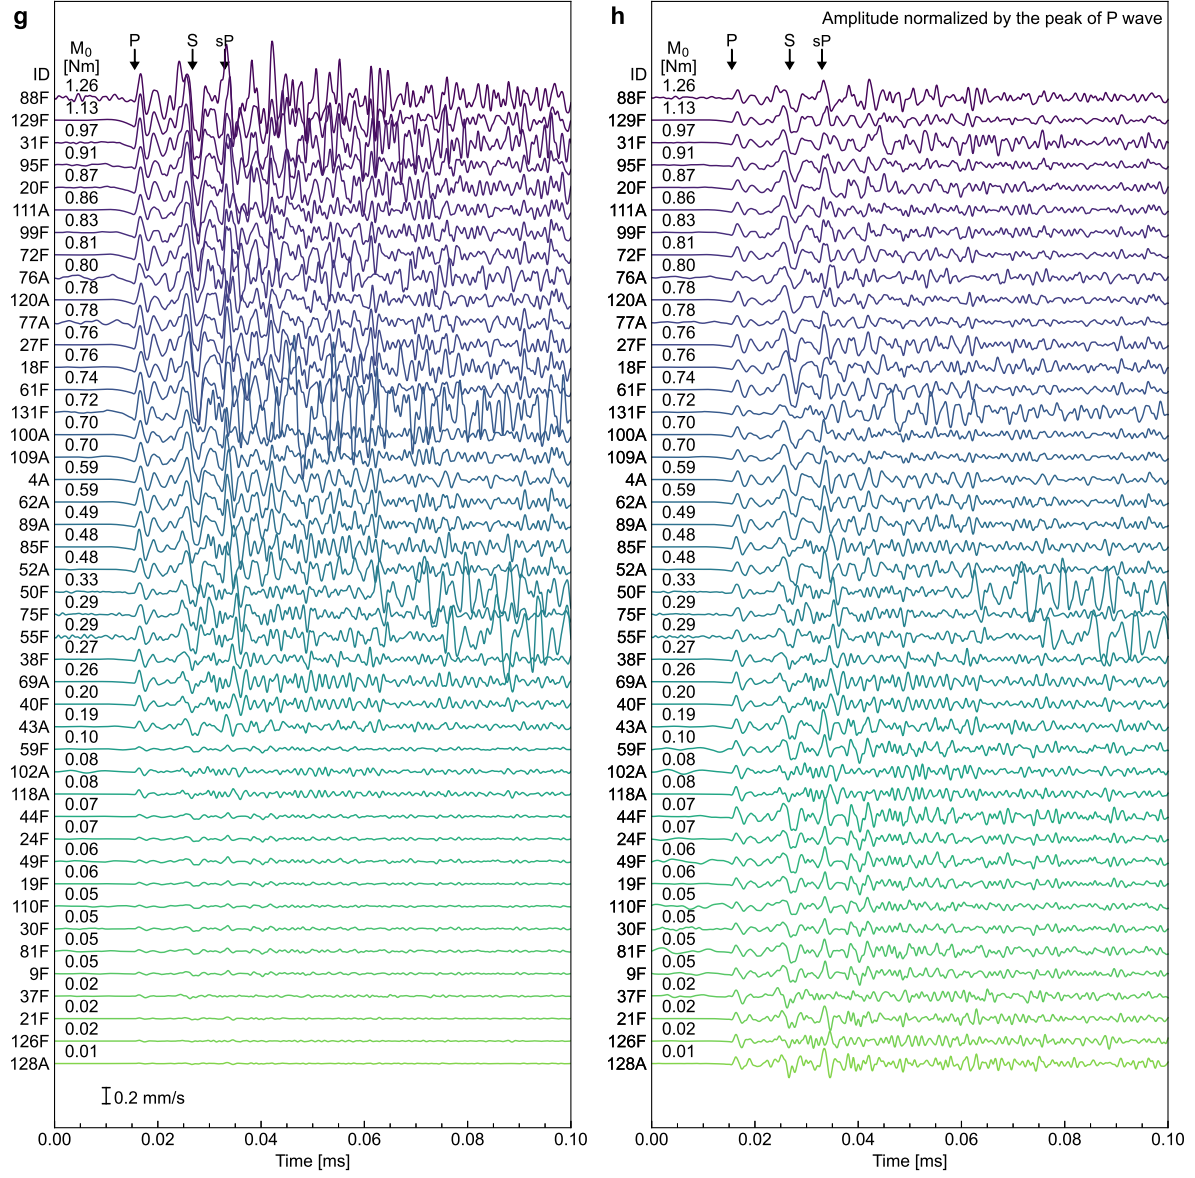 g
P
S
sP
M0
[Nm]
ID
1.26
88F
1.13
129F
0.97
31F
0.91
95F
0.87
20F
0.86
111A
0.83
99F
0.81
72F
0.80
76A
0.78
120A
0.78
77A
0.76
27F
0.76
18F
0.74
61F
0.72
131F
0.70
100A
0.70
109A
0.59
4A
0.59
62A
0.49
89A
0.48
85F
0.48
52A
0.33
50F
0.29
75F
0.29
55F
0.27
38F
0.26
69A
0.20
40F
0.19
43A
0.10
59F
0.08
102A
0.08
118A
0.07
44F
0.07
24F
0.06
49F
0.06
19F
0.05
110F
0.05
30F
0.05
81F
0.05
9F
0.02
37F
0.02
21F
0.02
126F
0.01
128A
0.2 mm/s
0.00 0.02 0.04 0.06 0.08 0.10
Time [ms]
h
Amplitude normalized by the peak of P wave
P
S
sP
M0
[Nm]
ID
1.26
88F
1.13
129F
0.97
31F
0.91
95F
0.87
20F
0.86
111A
0.83
99F
0.81
72F
0.80
76A
0.78
120A
0.78
77A
0.76
27F
0.76
18F
0.74
61F
0.72
131F
0.70
100A
0.70
109A
0.59
4A
0.59
62A
0.49
89A
0.48
85F
0.48
52A
0.33
50F
0.29
75F
0.29
55F
0.27
38F
0.26
69A
0.20
40F
0.19
43A
0.10
59F
0.08
102A
0.08
118A
0.07
44F
0.07
24F
0.06
49F
0.06
19F
0.05
110F
0.05
30F
0.05
81F
0.05
9F
0.02
37F
0.02
21F
0.02
126F
0.01
128A
0.00 0.02 0.04 0.06 0.08 0.10
Time [ms]